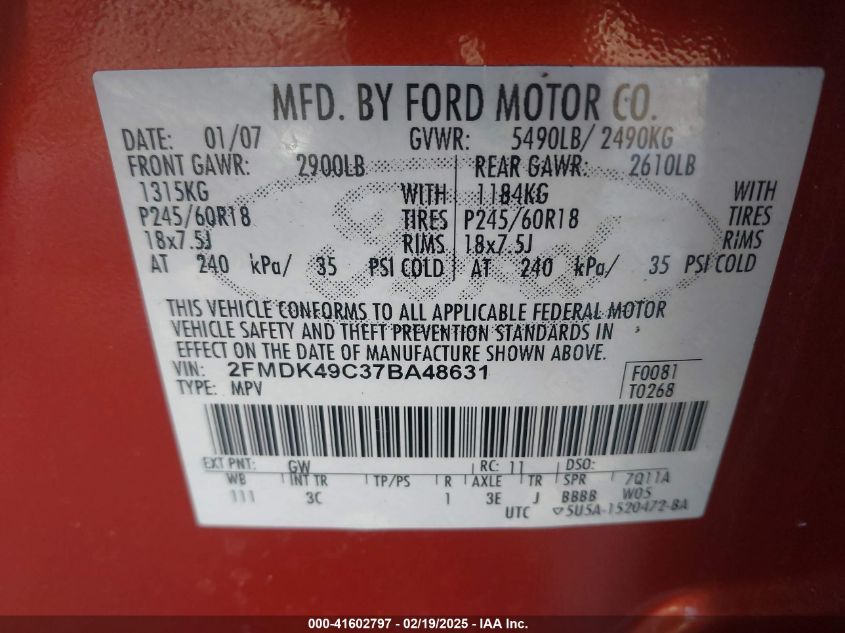 MFD. BY FORD MOTOR CO.
DATE: 01/07 GVWR: 5490LB/ 2490KG
FRONT GAWR: 2900LB REAR GAWR: 2610LB
1315KG WITH 1184KG WITH
P245/60R18 TIRES P245/60R18 TIRES
18x7.5J RIMS 18x7.5J RIMS
AT 240 kPa/ 35 PSI COLD AT 240 kPa/ 35 PSI COLD
Ford
THIS VEHICLE CONFORMS TO ALL APPLICABLE FEDERAL MOTOR
VEHICLE SAFETY AND THEFT PREVENTION STANDARDS IN
EFFECT ON THE DATE OF MANUFACTURE SHOWN ABOVE.
VIN: 2FMDK49C37BA48631 F0081
TYPE: MPV T0268
EXT PNT: GW RC: 11 DSO:
WB INT TR TP/PS R AXLE TR SPR 7Q11A
111 3C 1 3E J BBBB W05
UTC ▽5U5A-1520472-BA
000-41602797 - 02/19/2025 - IAA Inc.